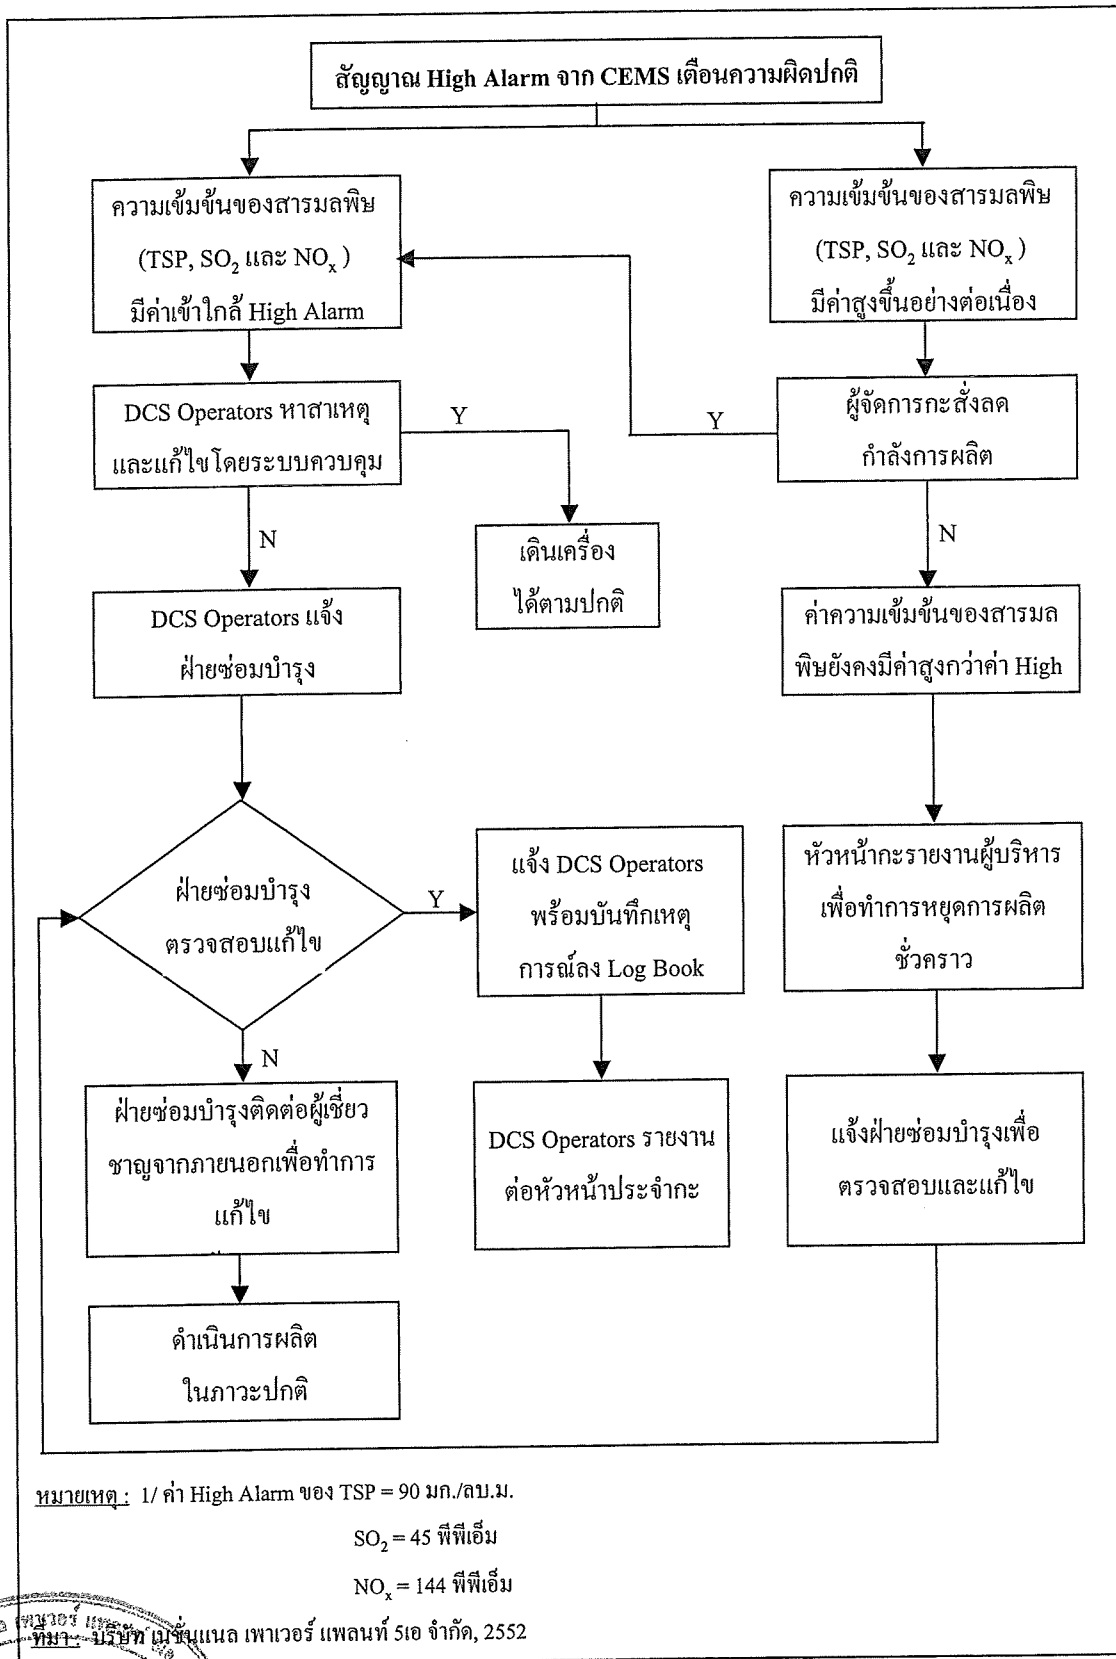 สัญญาณ High Alarm จาก CEMS เตือนความผิดปกติ
ความเข้มข้นของสารมลพิษ
(TSP, SO2 และ NOx )
มีค่าเข้าใกล้ High Alarm
ความเข้มข้นของสารมลพิษ
(TSP, SO2 และ NOx )
มีค่าสูงขึ้นอย่างต่อเนื่อง
DCS Operators หาสาเหตุ
และแก้ไขโดยระบบควบคุม
Y
Y
ผู้จัดการกะสั่งลด
กำลังการผลิต
N
เดินเครื่อง
ได้ตามปกติ
N
DCS Operators แจ้ง
ฝ่ายซ่อมบำรุง
ค่าความเข้มข้นของสารมล
พิษยังคงมีค่าสูงกว่าค่า High
ฝ่ายซ่อมบำรุง
ตรวจสอบแก้ไข
Y
แจ้ง DCS Operators
พร้อมบันทึกเหตุ
การณ์ลง Log Book
หัวหน้ากะรายงานผู้บริหาร
เพื่อทำการหยุดการผลิต
ชั่วคราว
N
ฝ่ายซ่อมบำรุงติดต่อผู้เชี่ยว
ชาญจากภายนอกเพื่อทำการ
แก้ไข
DCS Operators รายงาน
ต่อหัวหน้าประจำกะ
แจ้งฝ่ายซ่อมบำรุงเพื่อ
ตรวจสอบและแก้ไข
ดำเนินการผลิต
ในภาวะปกติ
หมายเหตุ : 1/ ค่า High Alarm ของ TSP = 90 มก./ลบ.ม.
SO2 = 45 พีพีเอ็ม
NOx = 144 พีพีเอ็ม
ที่มา : บริษัท เนชั่นแนล เพาเวอร์ แพลนท์ 5เอ จำกัด, 2552